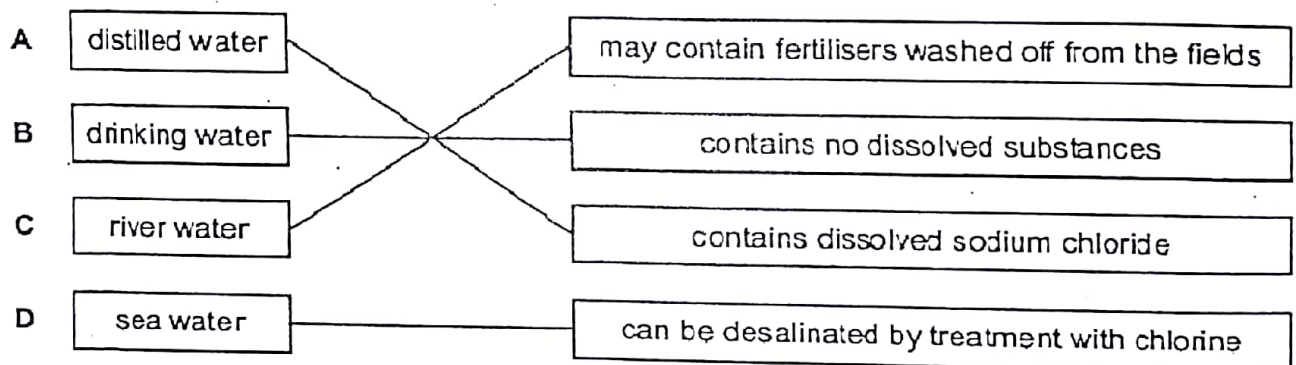 A distilled water may contain fertilisers washed off from the fields
B drinking water contains no dissolved substances
C river water contains dissolved sodium chloride
D sea water can be desalinated by treatment with chlorine